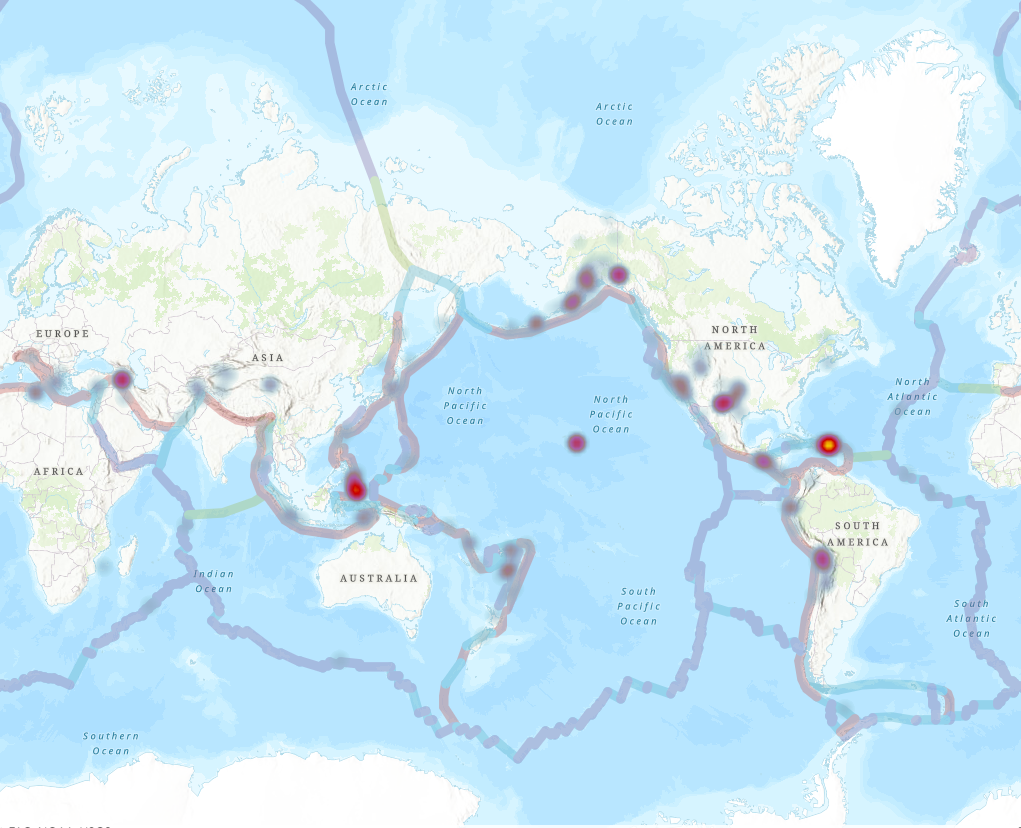 Arctic
Ocean
Arctic
Ocean
EUROPE
ASIA
NORTH
AMERICA
North
Pacific
Ocean
North
Pacific
Ocean
North
Atlantic
Ocean
AFRICA
SOUTH
AMERICA
AUSTRALIA
Indian
Ocean
South
Pacific
Ocean
South
Atlantic
Ocean
Southern
Ocean